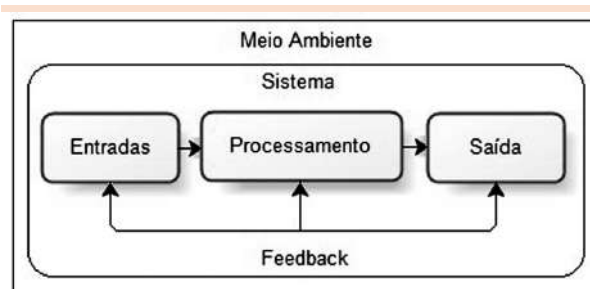 Meio Ambiente
Sistema
Entradas
Processamento
Saída
Feedback